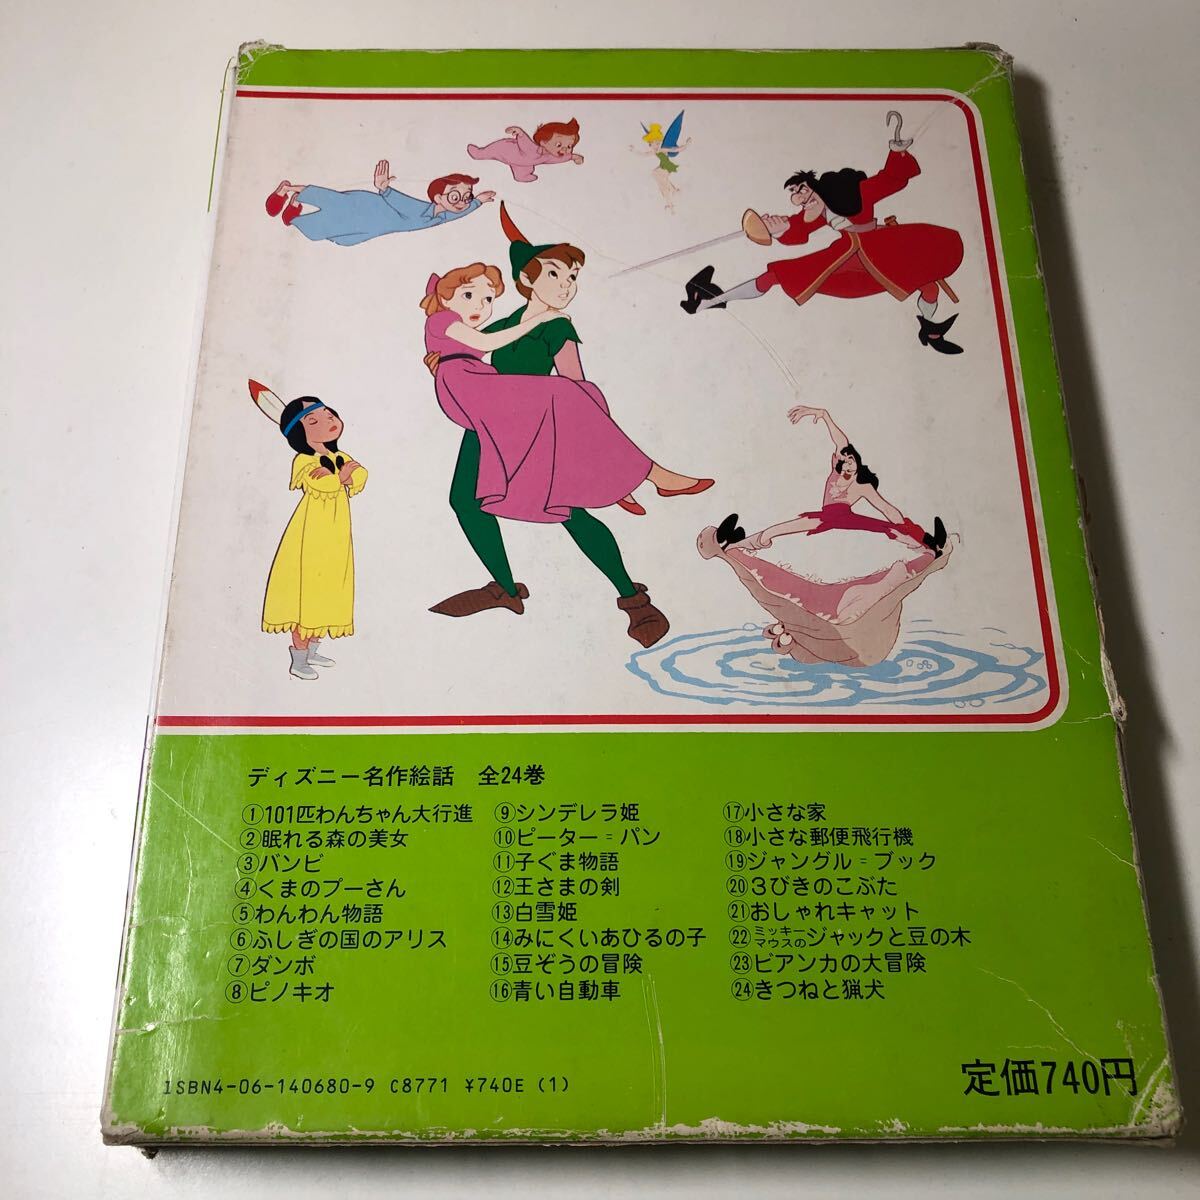 ディズニー名作絵話 全24巻
①101匹わんちゃん大行進
②眠れる森の美女
③バンビ
④くまのプーさん
⑤わんわん物語
⑥ふしぎの国のアリス
⑦ダンボ
⑧ピノキオ
⑨シンデレラ姫
⑩ピーター゠パン
⑪子ぐま物語
⑫王さまの剣
⑬白雪姫
⑭みにくいあひるの子
⑮豆ぞうの冒険
⑯青い自動車
⑰小さな家
⑱小さな郵便飛行機
⑲ジャングル゠ブック
⑳3びきのこぶた
㉑おしゃれキャット
㉒ミッキーマウスのジャックと豆の木
㉓ビアンカの大冒険
㉔きつねと猟犬
ISBN4-06-140680-9 C8771 ¥740E (1)
定価740円